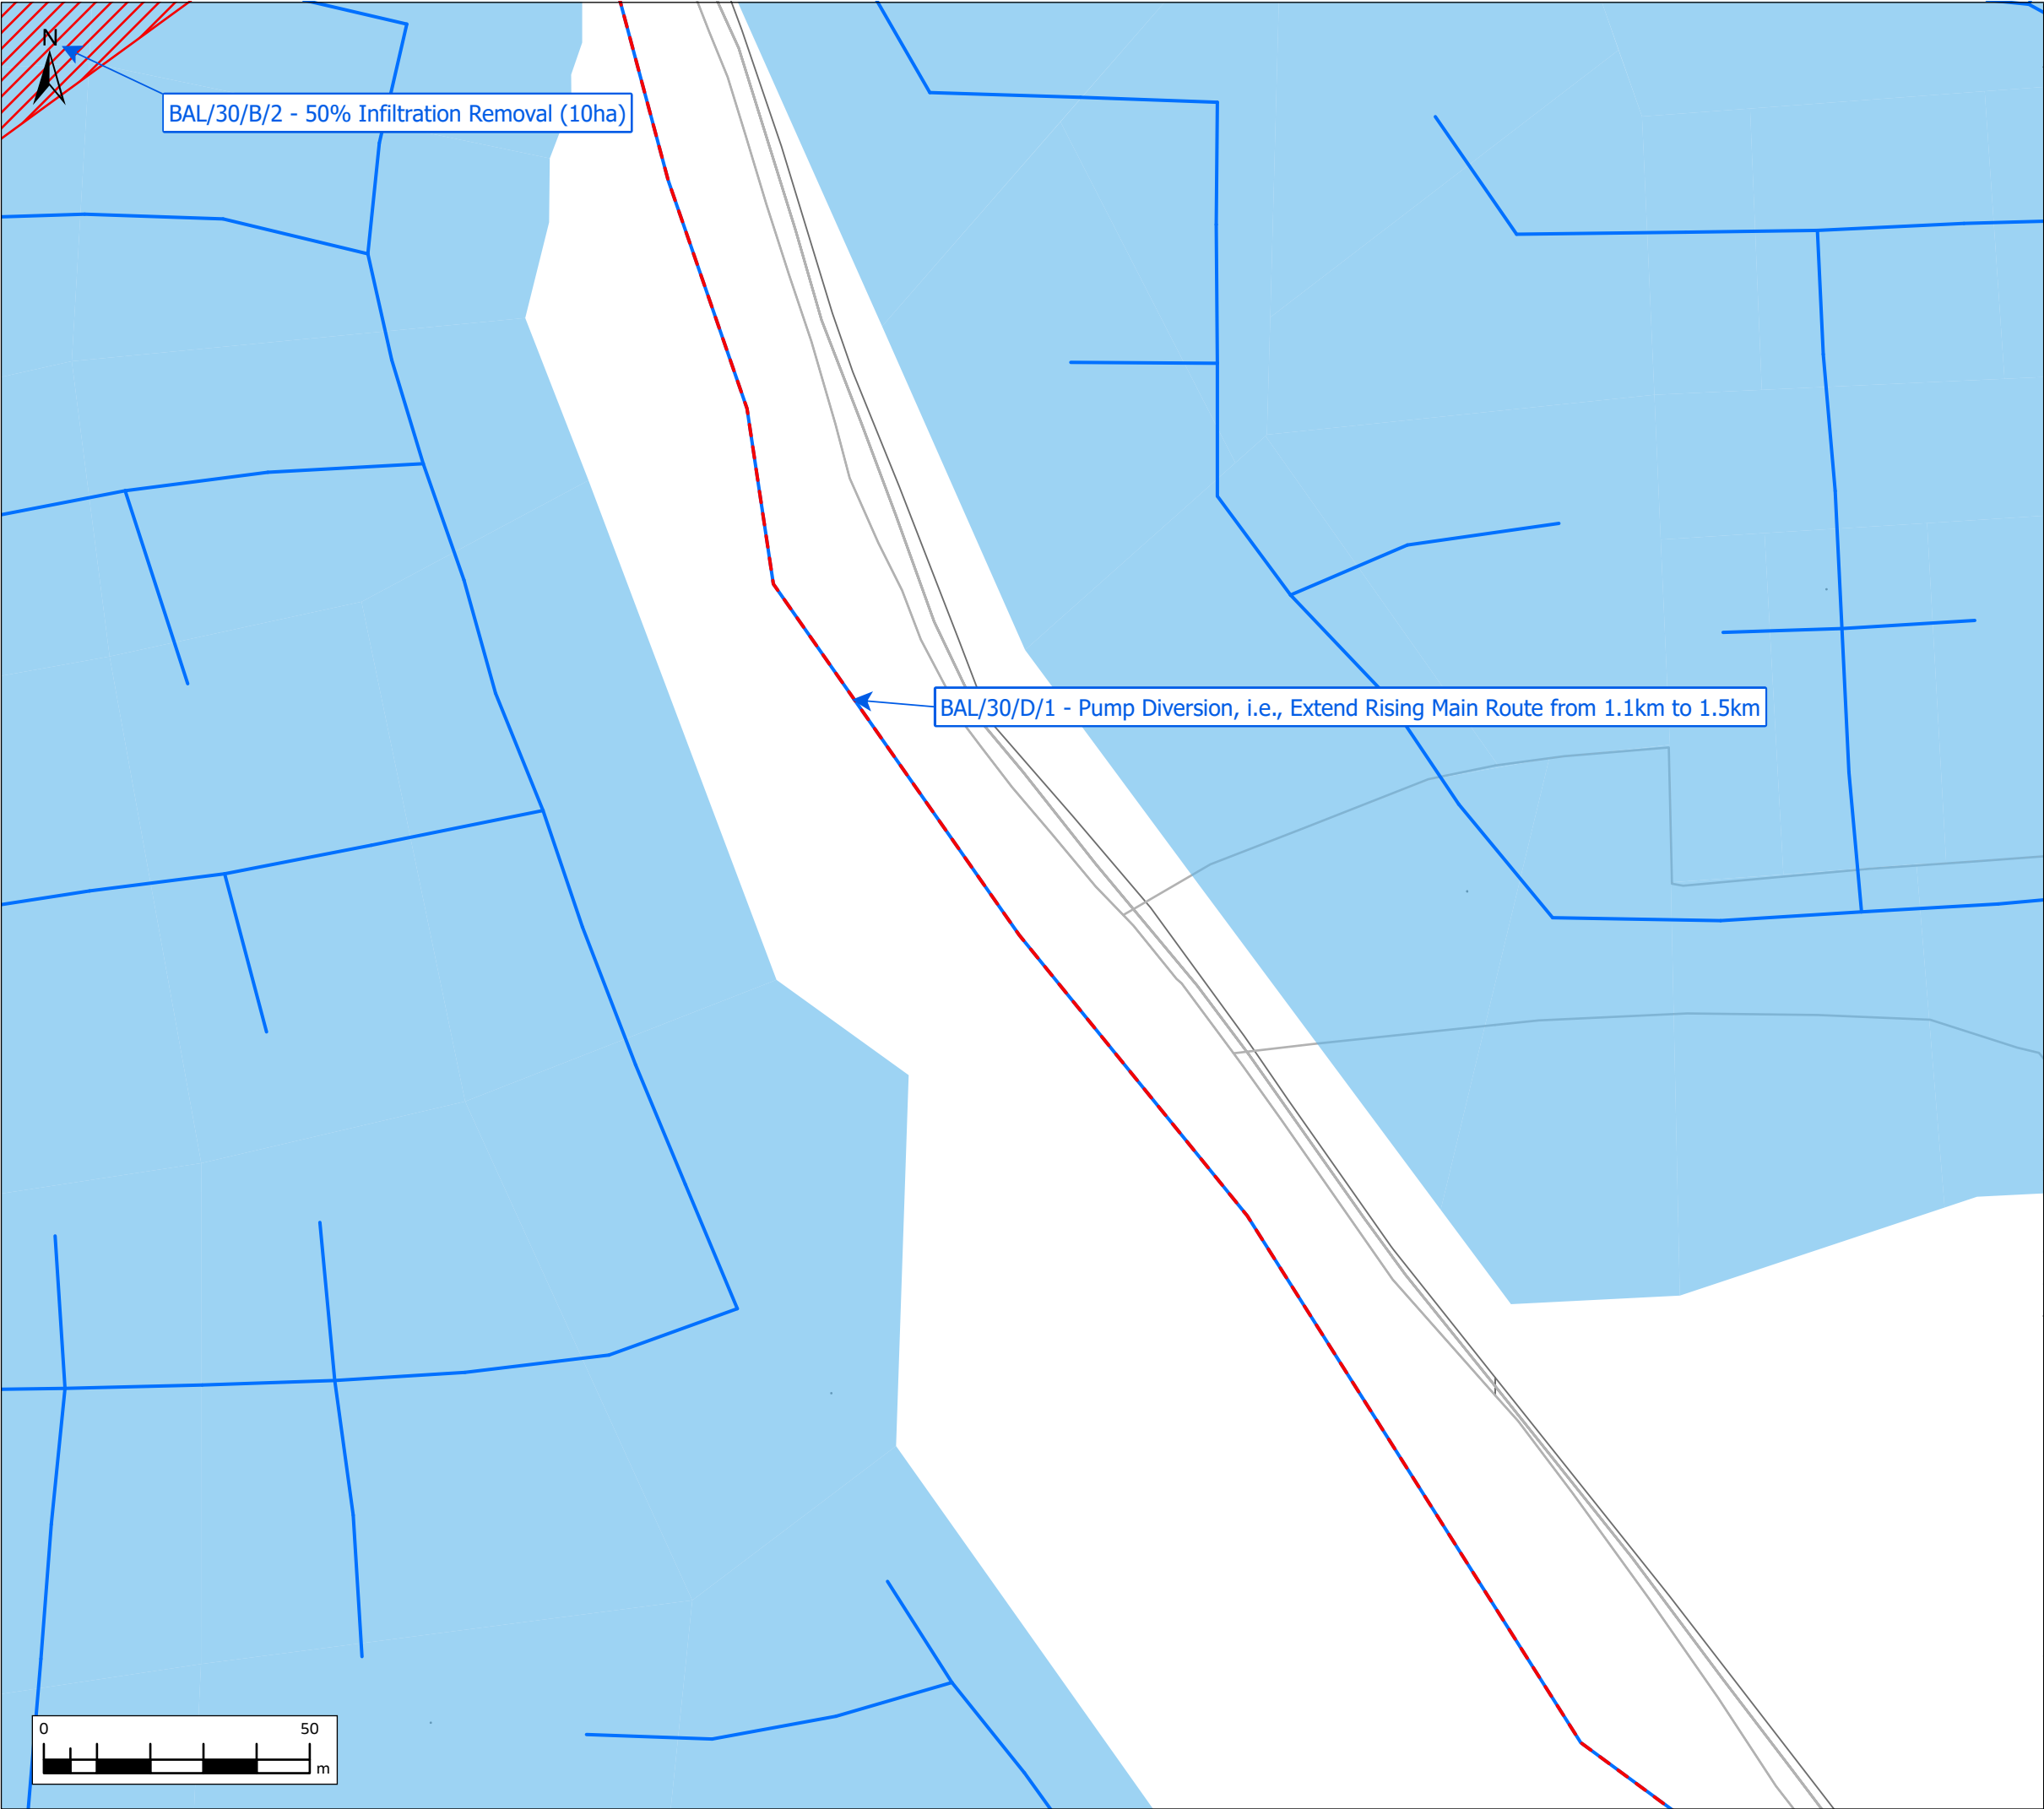 N
BAL/30/B/2 - 50% Infiltration Removal (10ha)
BAL/30/D/1 - Pump Diversion, i.e., Extend Rising Main Route from 1.1km to 1.5km
0 50
m